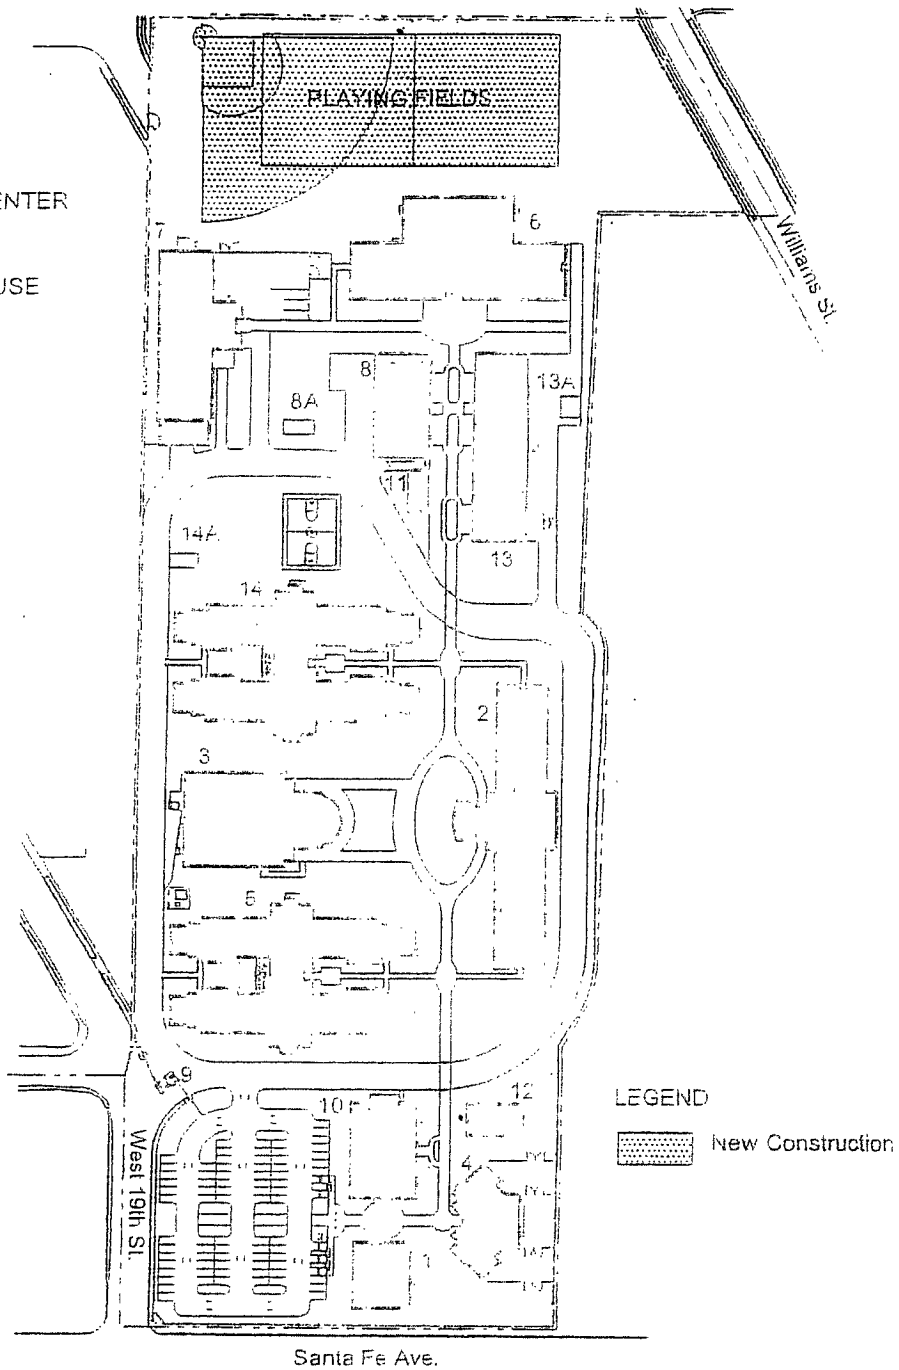 PLAYING FIELDS
ENTER
USE
7
6
Williams St.
8
8A
13A
11
14A
13
14
2
3
5
9
10
12
LEGEND
New Construction
West 19th St.
4
1
Santa Fe Ave.